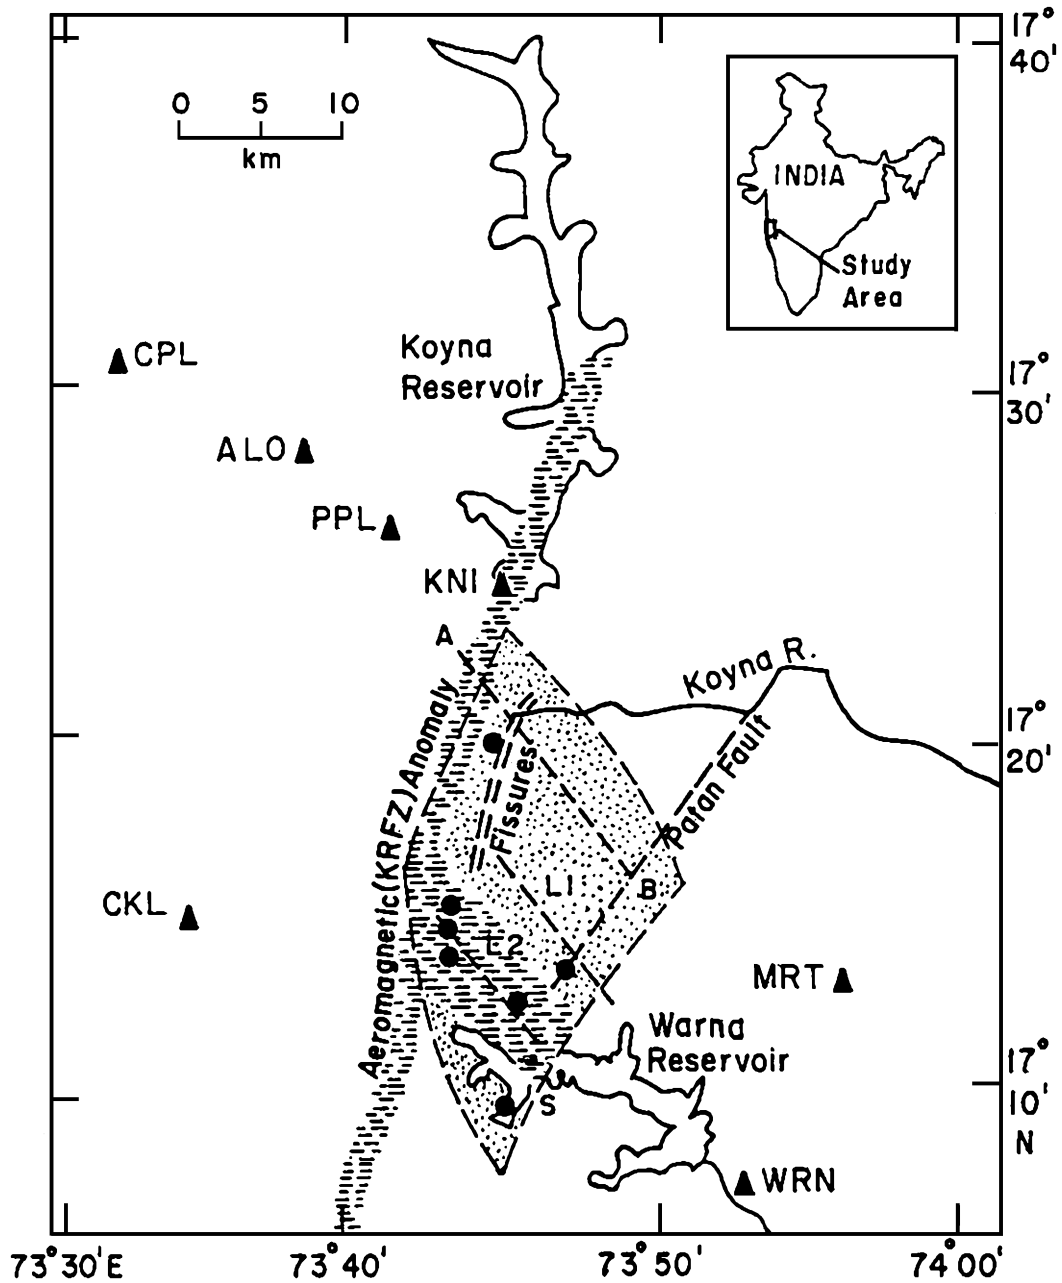 17°
40'
0 5 10
km
INDIA
Study
Area
CPL
Koyna
Reservoir
17°
30'
ALO
PPL
KNI
A
Koyna R.
17°
20'
Aeromagnetic (KRFZ) Anomaly
Fissures
Patan Fault
L1
B
CKL
L2
MRT
Warna
Reservoir
17°
10'
N
S
WRN
73°30'E 73°40' 73°50' 74°00'